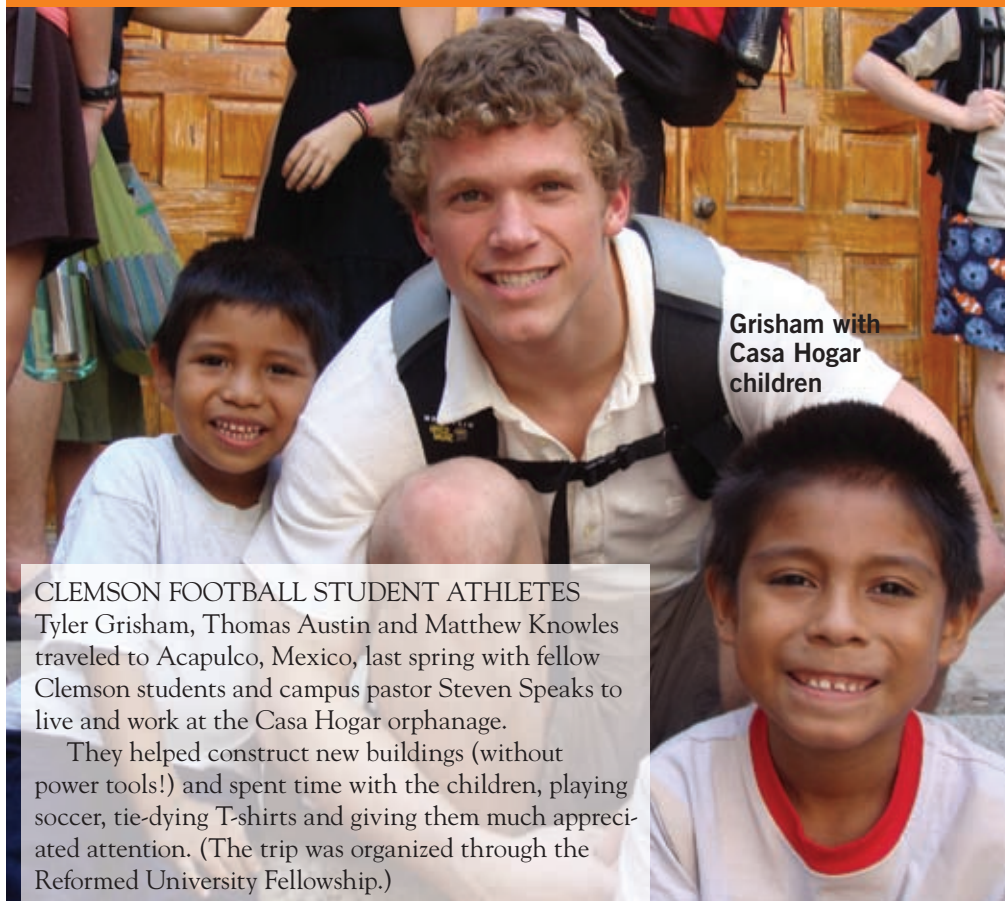 Grisham with
Casa Hogar
children
CLEMSON FOOTBALL STUDENT ATHLETES
Tyler Grisham, Thomas Austin and Matthew Knowles
traveled to Acapulco, Mexico, last spring with fellow
Clemson students and campus pastor Steven Speaks to
live and work at the Casa Hogar orphanage.
They helped construct new buildings (without
power tools!) and spent time with the children, playing
soccer, tie-dying T-shirts and giving them much appreci-
ated attention. (The trip was organized through the
Reformed University Fellowship.)